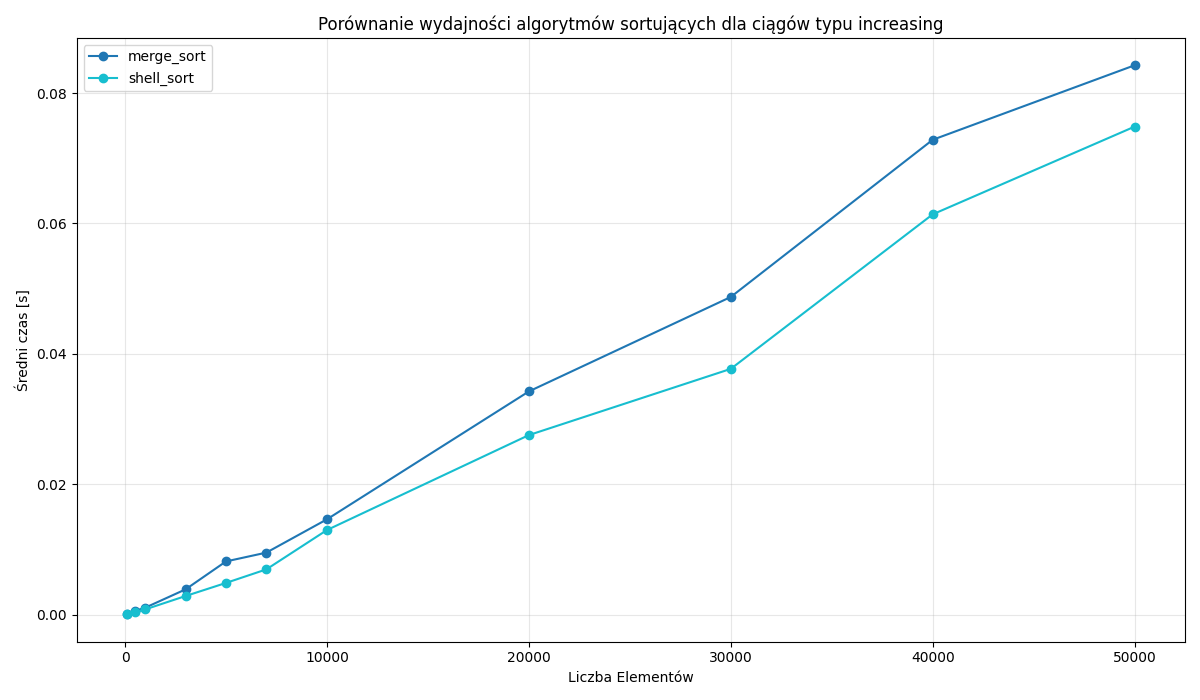 Porównanie wydajności algorytmów sortujących dla ciągów typu increasing
merge_sort
shell_sort
0.08
0.06
0.04
0.02
0.00
Średni czas [s]
0
10000
20000
30000
40000
50000
Liczba Elementów